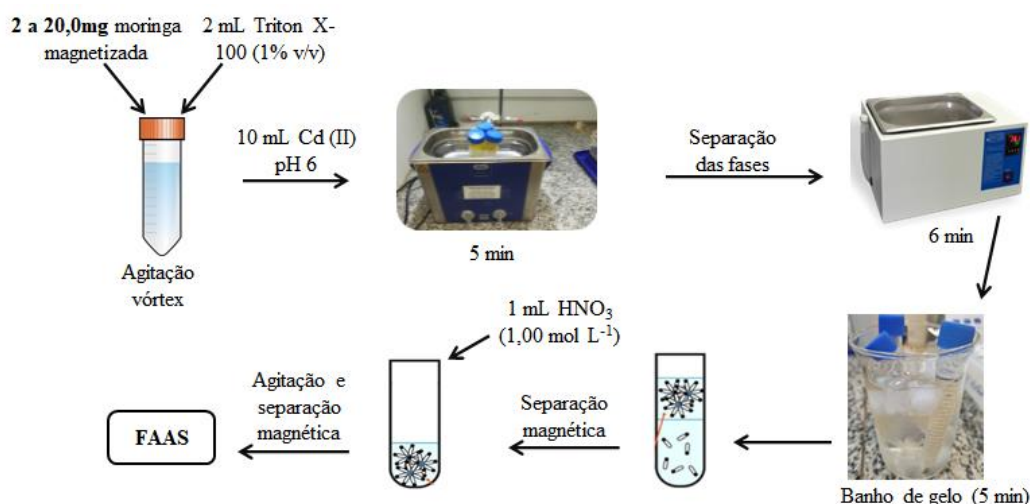 2 a 20,0mg moringa
magnetizada
2 mL Triton X-
100 (1% v/v)
10 mL Cd (II)
pH 6
Separação
das fases
5 min
6 min
Agitação
vórtex
1 mL HNO₃
(1,00 mol L⁻¹)
Agitação e
separação
magnética
Separação
magnética
FAAS
Banho de gelo (5 min)